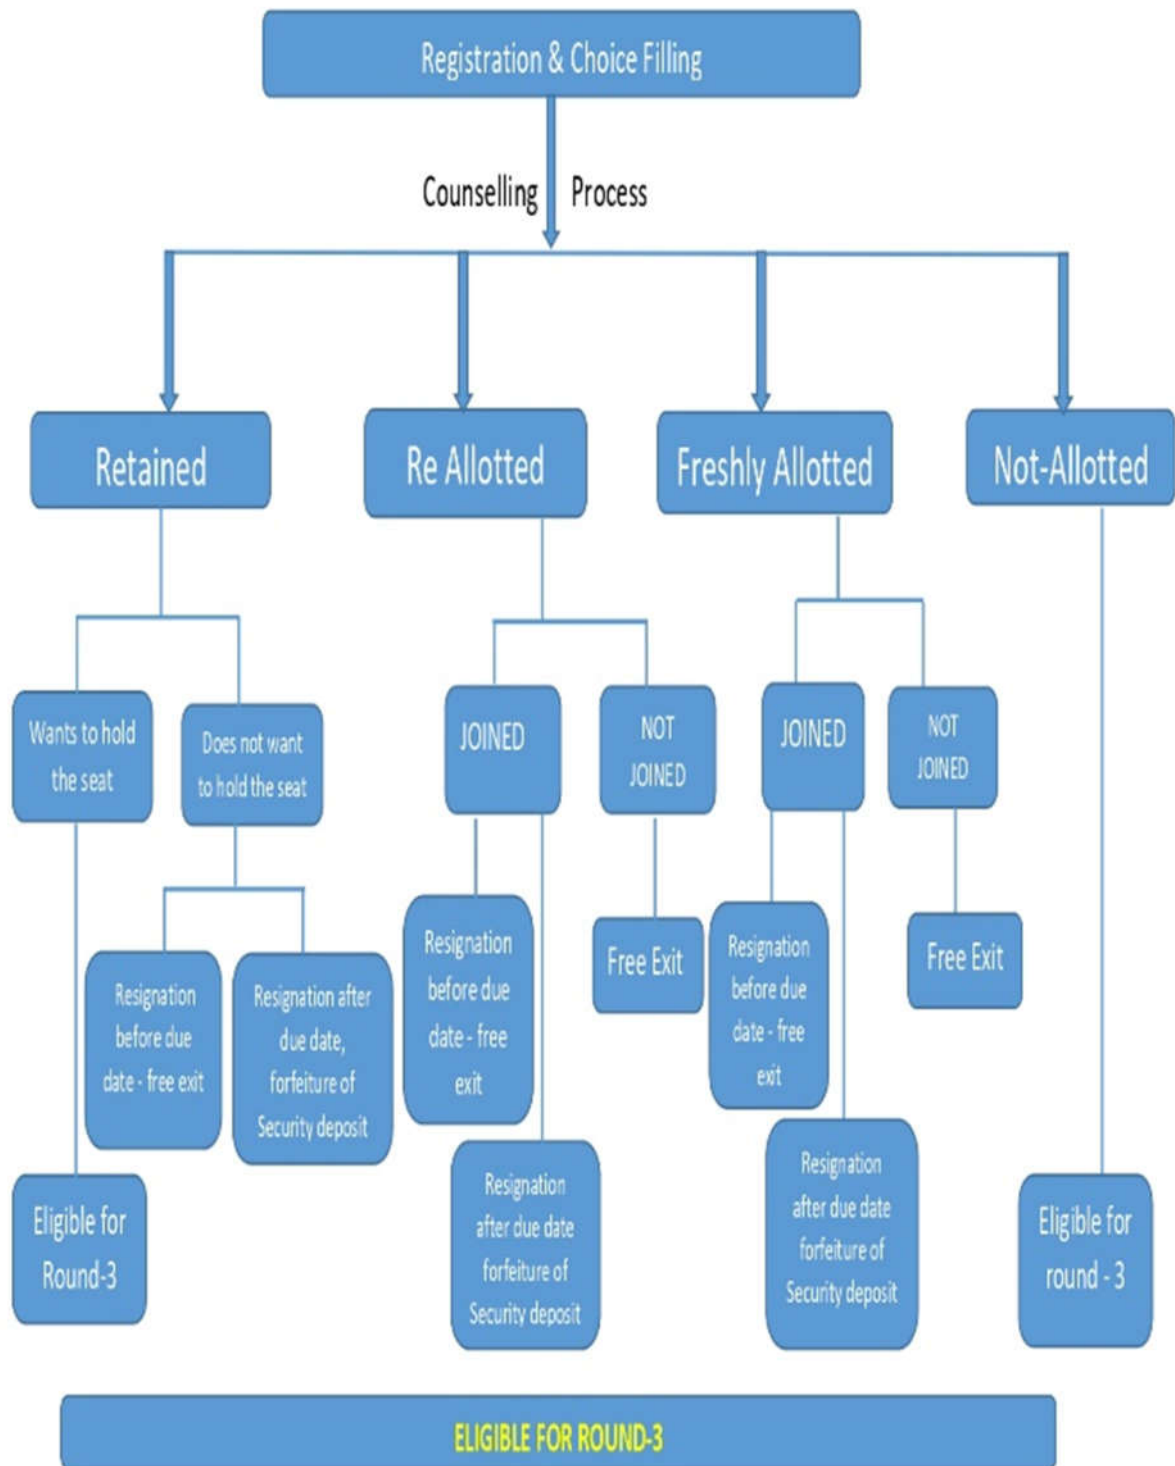 Registration & Choice Filling
Counselling Process
Retained
Re Allotted
Freshly Allotted
Not-Allotted
Wants to hold
the seat
Does not want
to hold the seat
JOINED
NOT
JOINED
JOINED
NOT
JOINED
Resignation
before due
date - free exit
Resignation after
due date,
forfeiture of
Security deposit
Resignation
before due
date - free
exit
Free Exit
Resignation
before due
date - free
exit
Free Exit
Eligible for
Round-3
Resignation
after due date
forfeiture of
Security deposit
Resignation
after due date
forfeiture of
Security deposit
Eligible for
round - 3
ELIGIBLE FOR ROUND-3